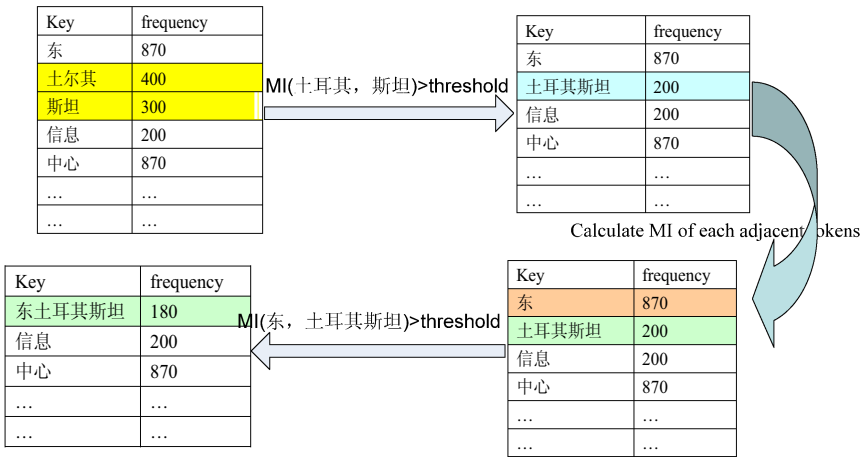 Key frequency
东 870
土尔其 400
斯坦 300
信息 200
中心 870
… …
… …
MI(土耳其，斯坦)>threshold
Key frequency
东 870
土耳其斯坦 200
信息 200
中心 870
… …
… …
Calculate MI of each adjacent tokens
Key frequency
东 870
土耳其斯坦 200
信息 200
中心 870
… …
… …
MI(东，土耳其斯坦)>threshold
Key frequency
东土耳其斯坦 180
信息 200
中心 870
… …
… …